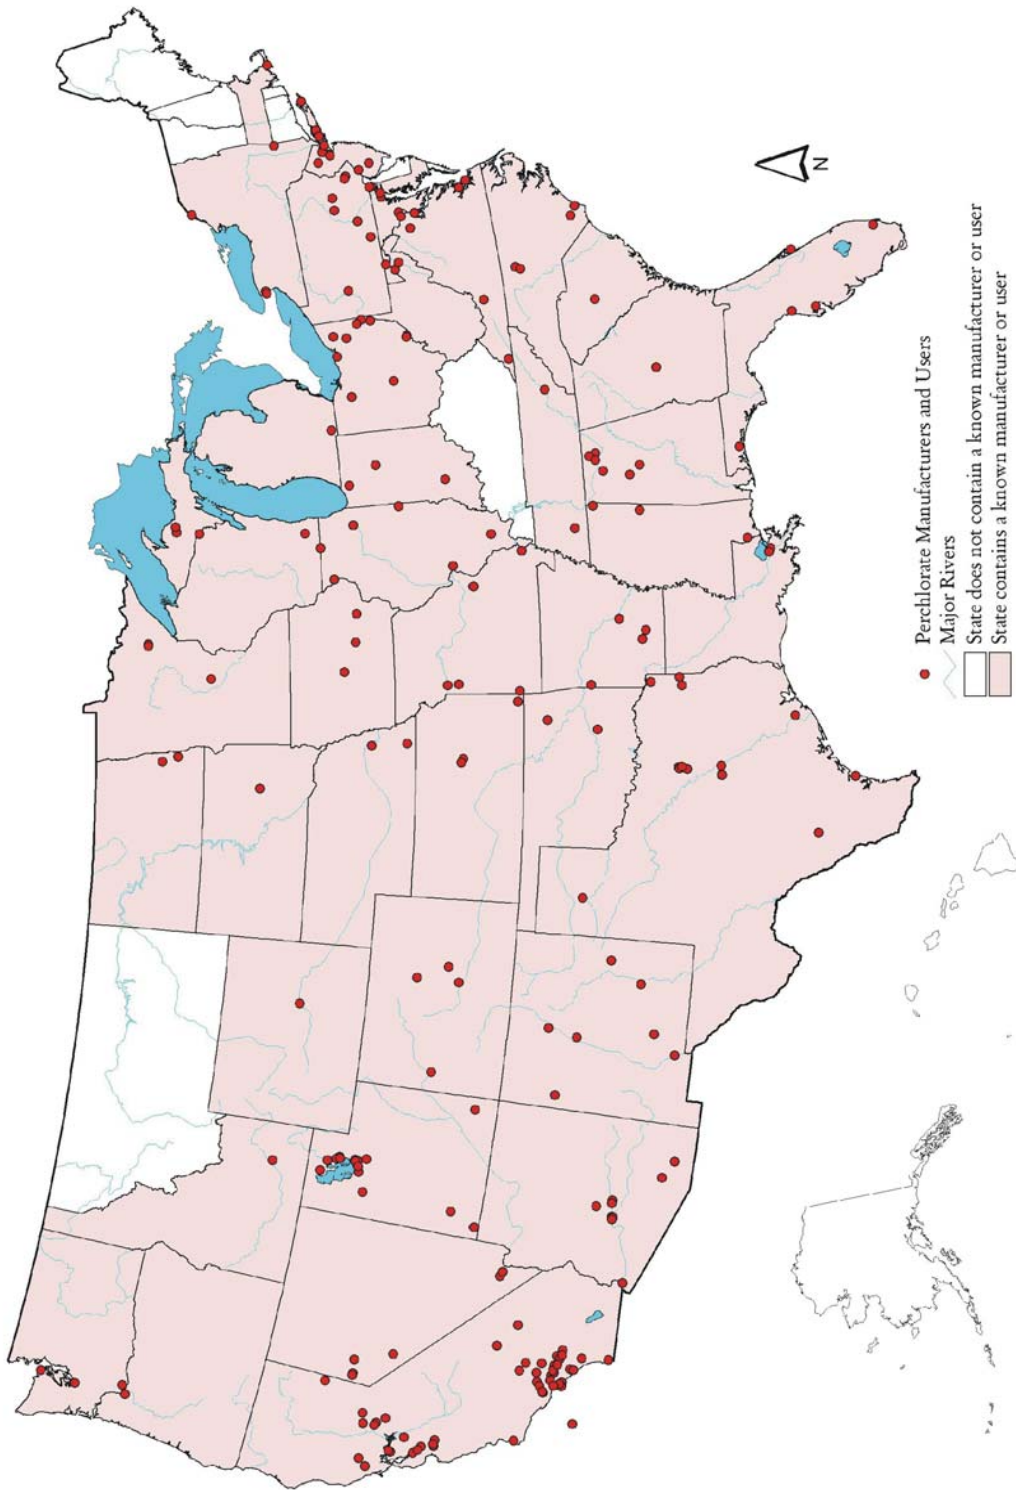 N
Perchlorate Manufacturers and Users
Major Rivers
State does not contain a known manufacturer or user
State contains a known manufacturer or user